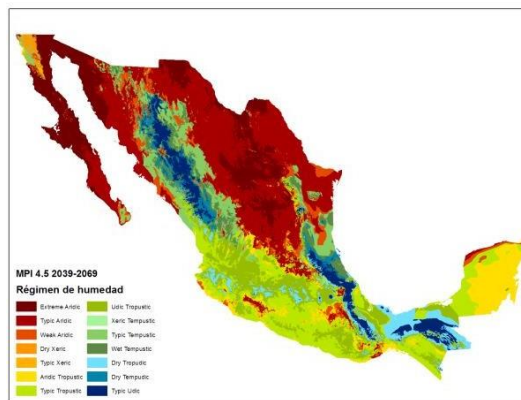 MPI 4.5 2039-2069
Régimen de humedad
Extreme Aridic
Typic Aridic
Weak Aridic
Dry Xeric
Typic Xeric
Aridic Tropustic
Typic Tropustic
Udic Tropustic
Xeric Tempustic
Typic Tempustic
Wet Tempustic
Dry Tropudic
Dry Tempudic
Typic Udic